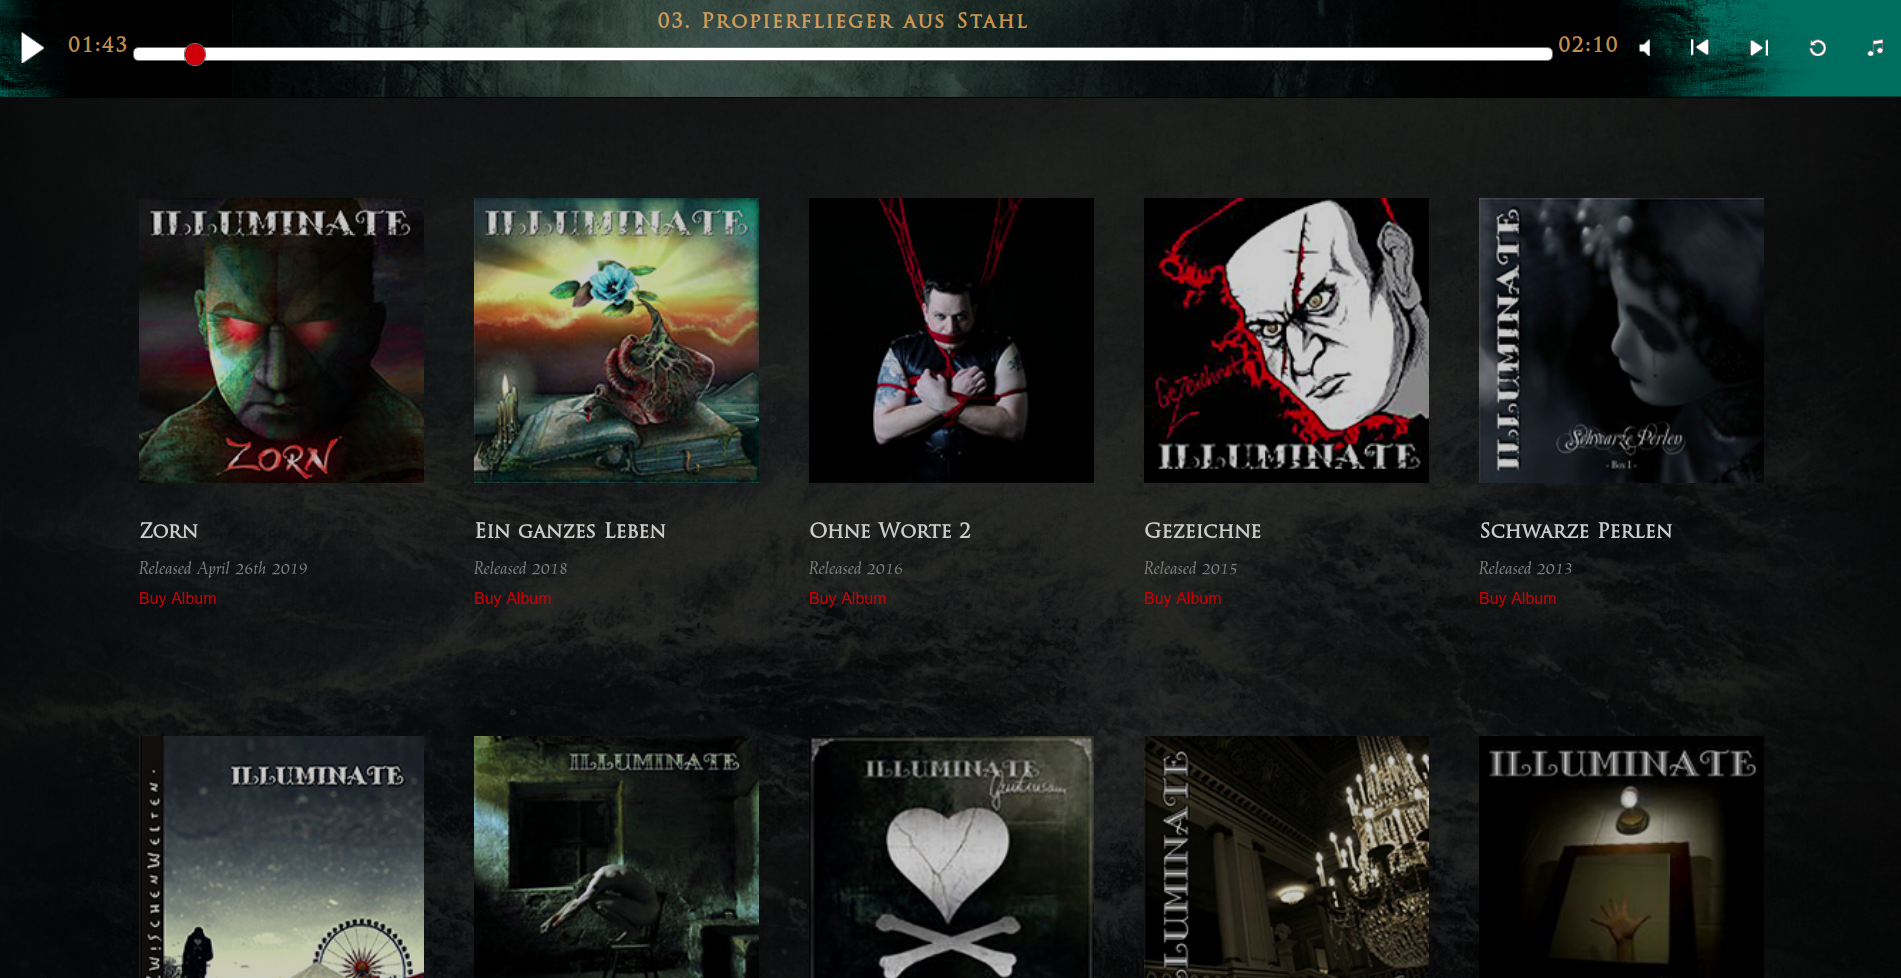 03. Propierflieger aus Stahl
01:43
02:10
ILLUMINATE
ZORN
ILLUMINATE
Gezeichnet
ILLUMINATE
ILLUMINATE
Schwarze Perlen
- Box I -
Zorn
Ein ganzes Leben
Ohne Worte 2
Gezeichne
Schwarze Perlen
Released April 26th 2019
Released 2018
Released 2016
Released 2015
Released 2013
Buy Album
Buy Album
Buy Album
Buy Album
Buy Album
ZWISCHENWELTEN
ILLUMINATE
ILLUMINATE
ILLUMINATE
ILLUMINATE
ILLUMINATE